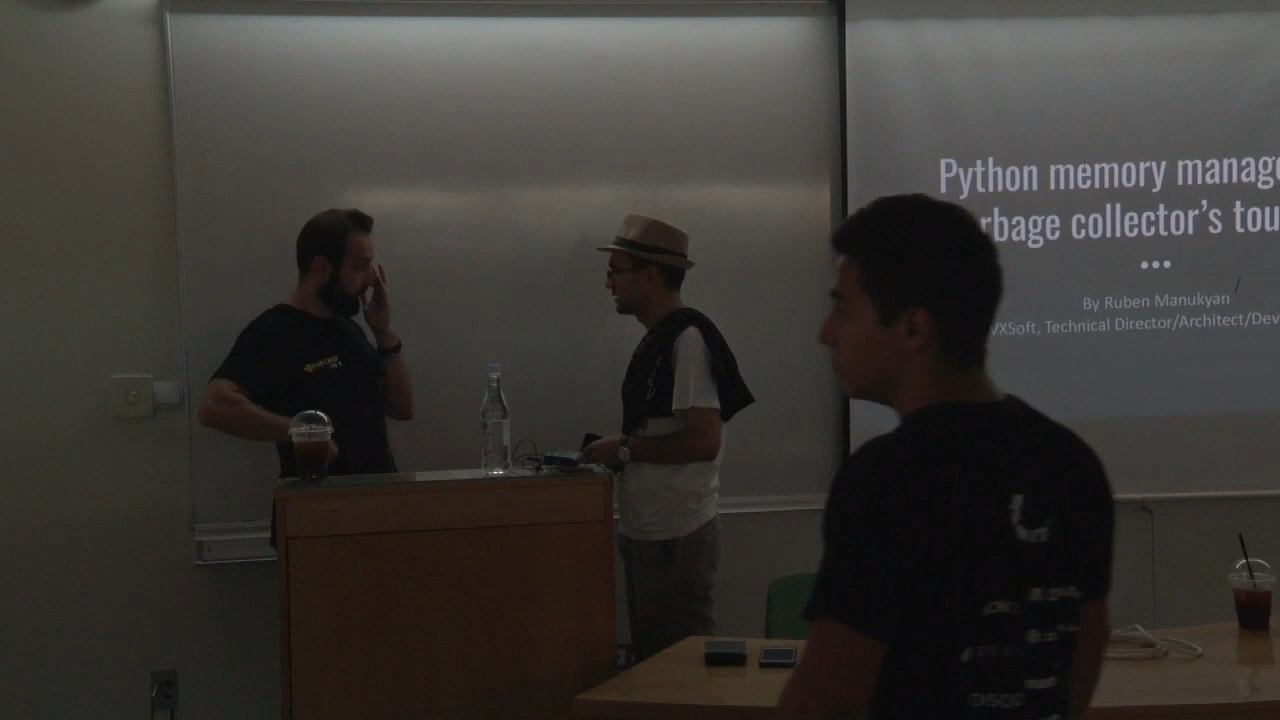 Python memory manage
rbage collector's tou
By Ruben Manukyan
VXSoft, Technical Director/Architect/Dev